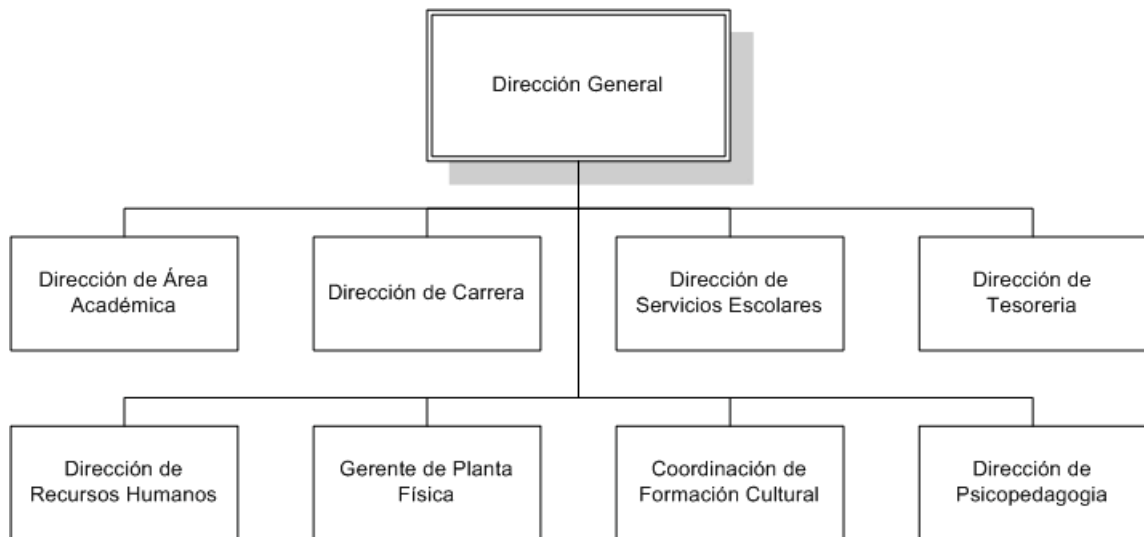 Dirección General
Dirección de Área
Académica
Dirección de Carrera
Dirección de
Servicios Escolares
Dirección de
Tesoreria
Dirección de
Recursos Humanos
Gerente de Planta
Física
Coordinación de
Formación Cultural
Dirección de
Psicopedagogia